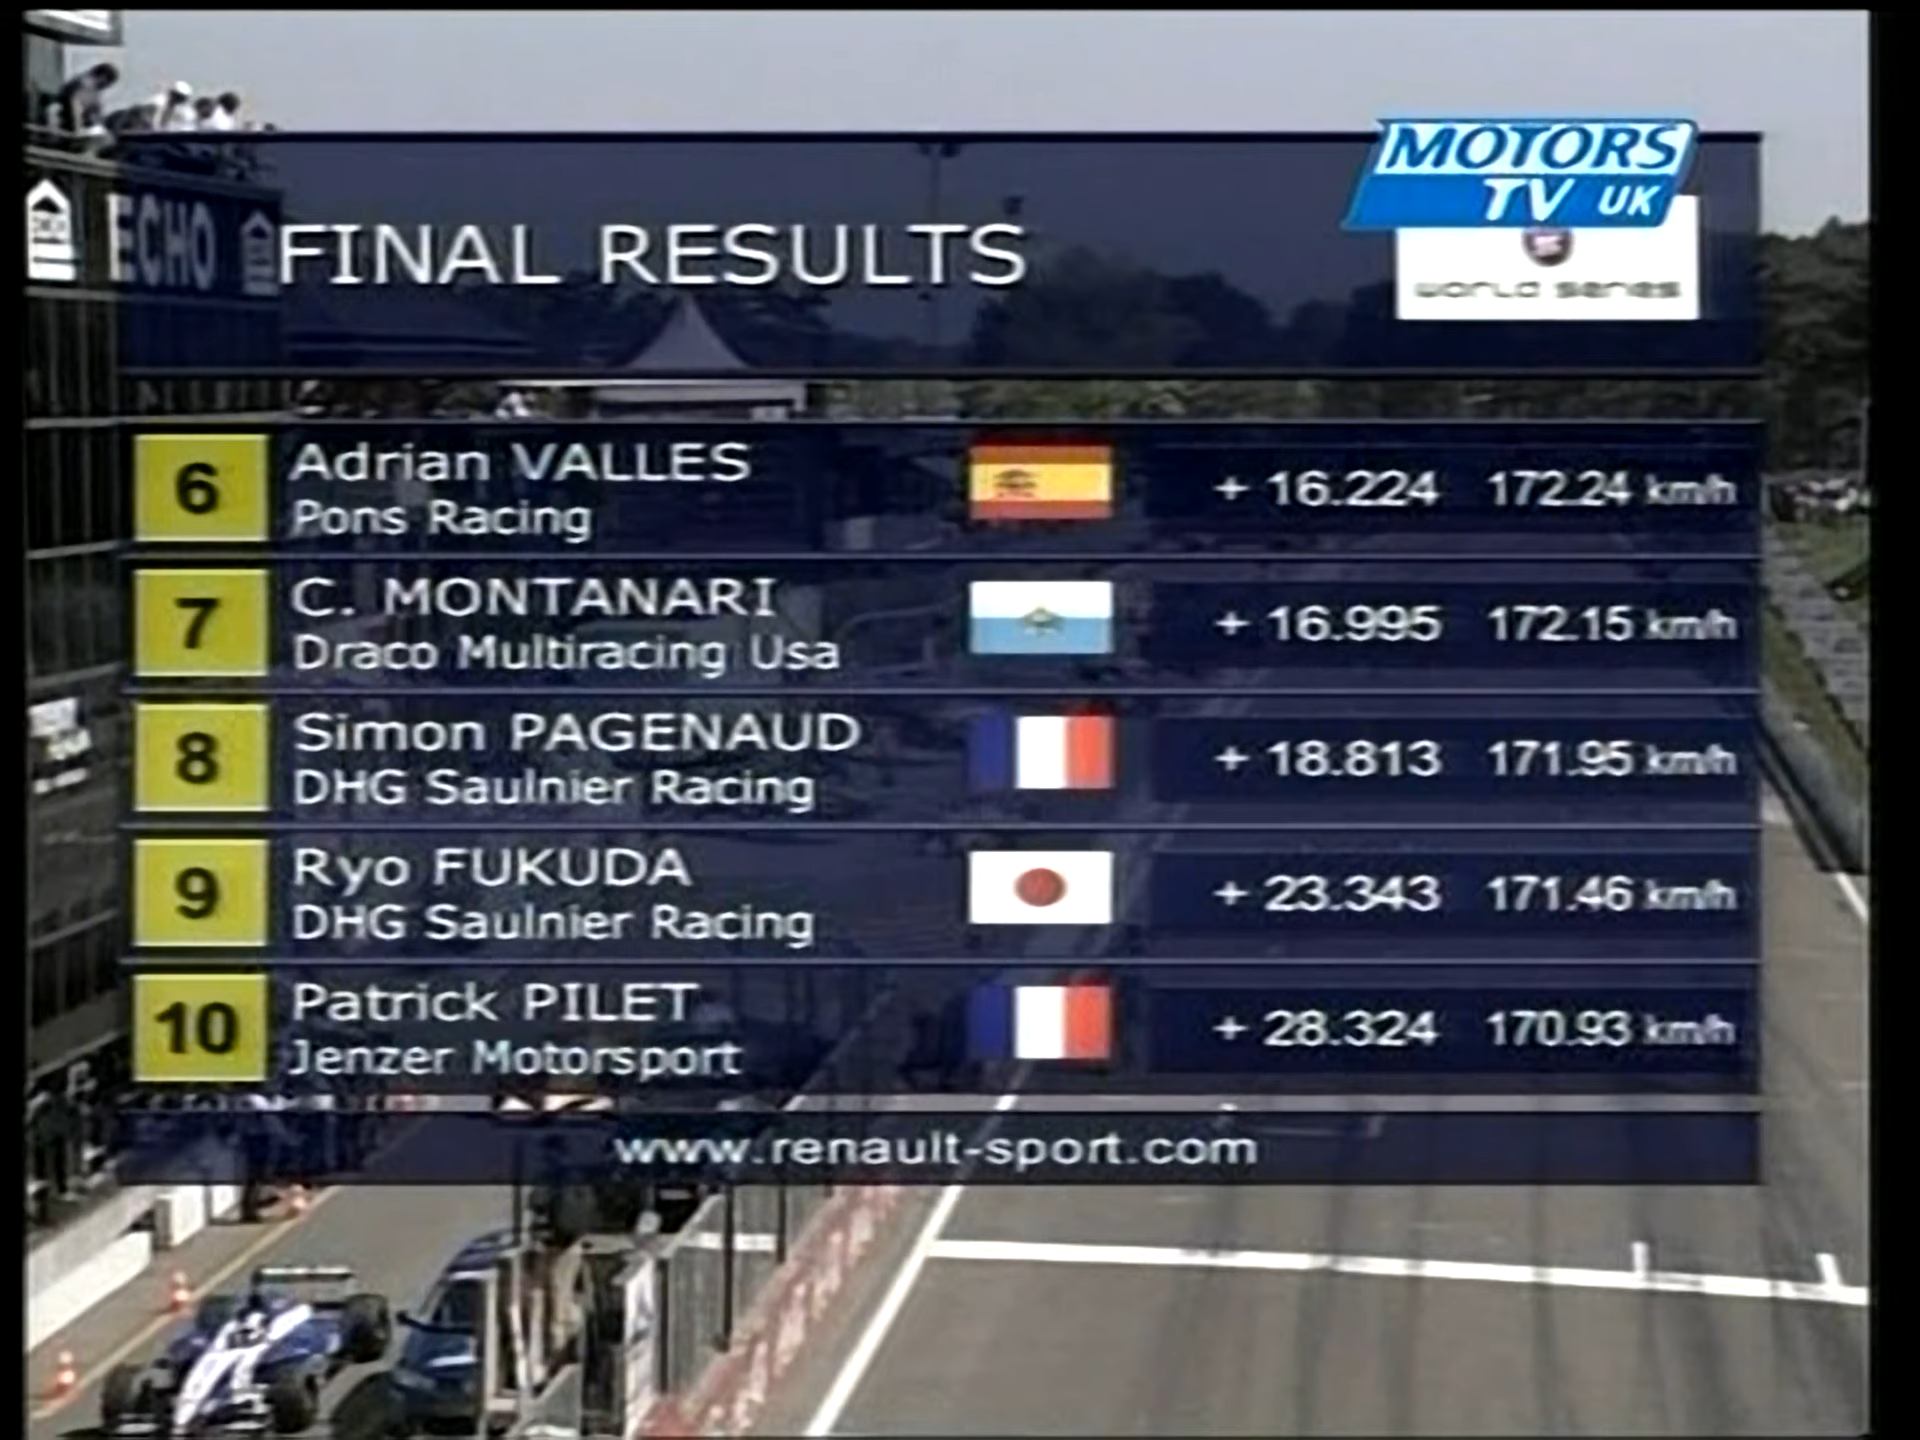 MOTORS
TV UK
ECHO
FINAL RESULTS
world series
6 Adrian VALLES + 16.224 172.24 km/h
Pons Racing
7 C. MONTANARI + 16.995 172.15 km/h
Draco Multiracing Usa
8 Simon PAGENAUD + 18.813 171.95 km/h
DHG Saulnier Racing
9 Ryo FUKUDA + 23.343 171.46 km/h
DHG Saulnier Racing
10 Patrick PILET + 28.324 170.93 km/h
Jenzer Motorsport
www.renault-sport.com